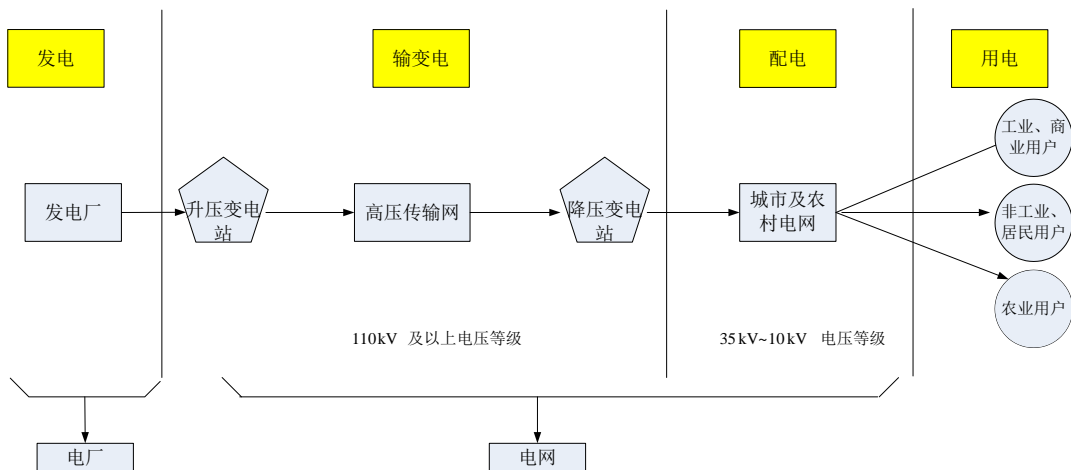 发电
输变电
配电
用电
工业、商
业用户
发电厂
升压变电
站
高压传输网
降压变电
站
城市及农
村电网
非工业、
居民用户
农业用户
110kV 及以上电压等级
35kV~10kV 电压等级
电厂
电网